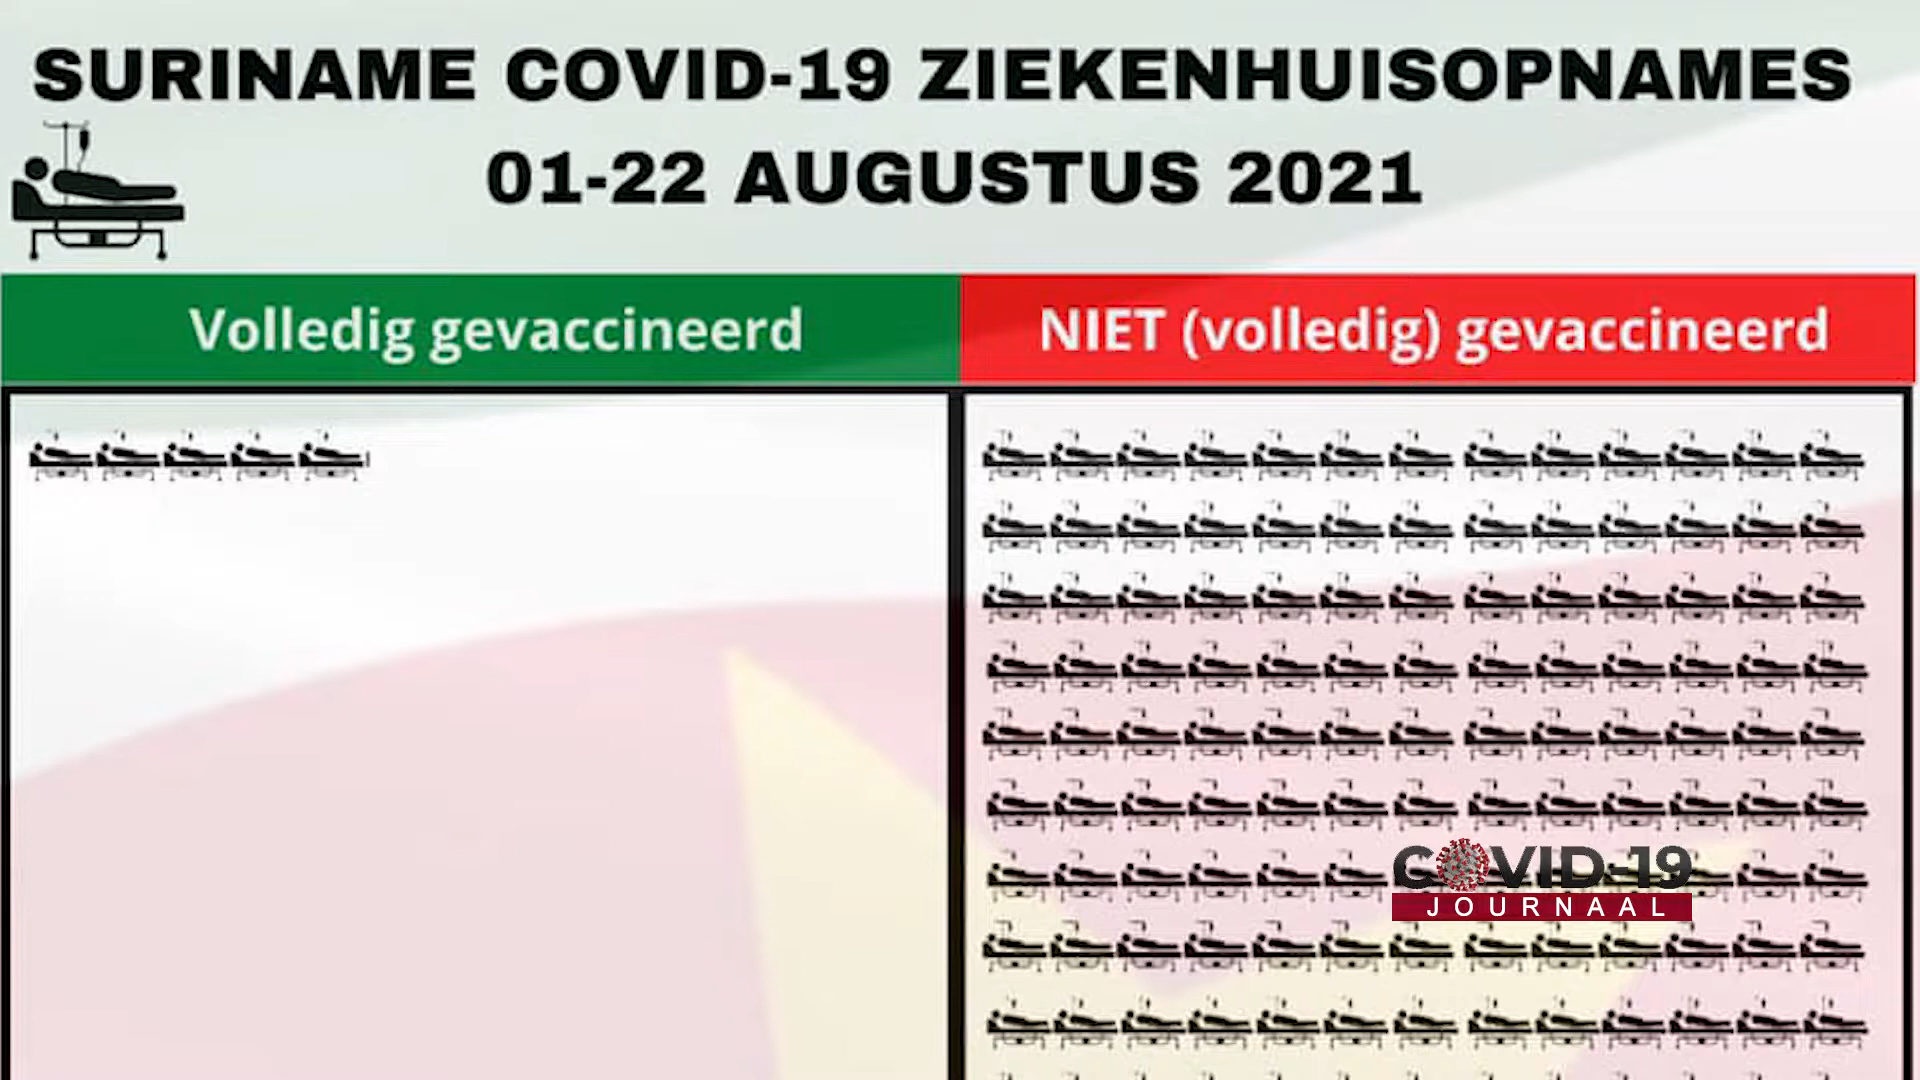 SURINAME COVID-19 ZIEKENHUISOPNAMES
01-22 AUGUSTUS 2021
Volledig gevaccineerd
NIET (volledig) gevaccineerd
COVID-19
JOURNAAL